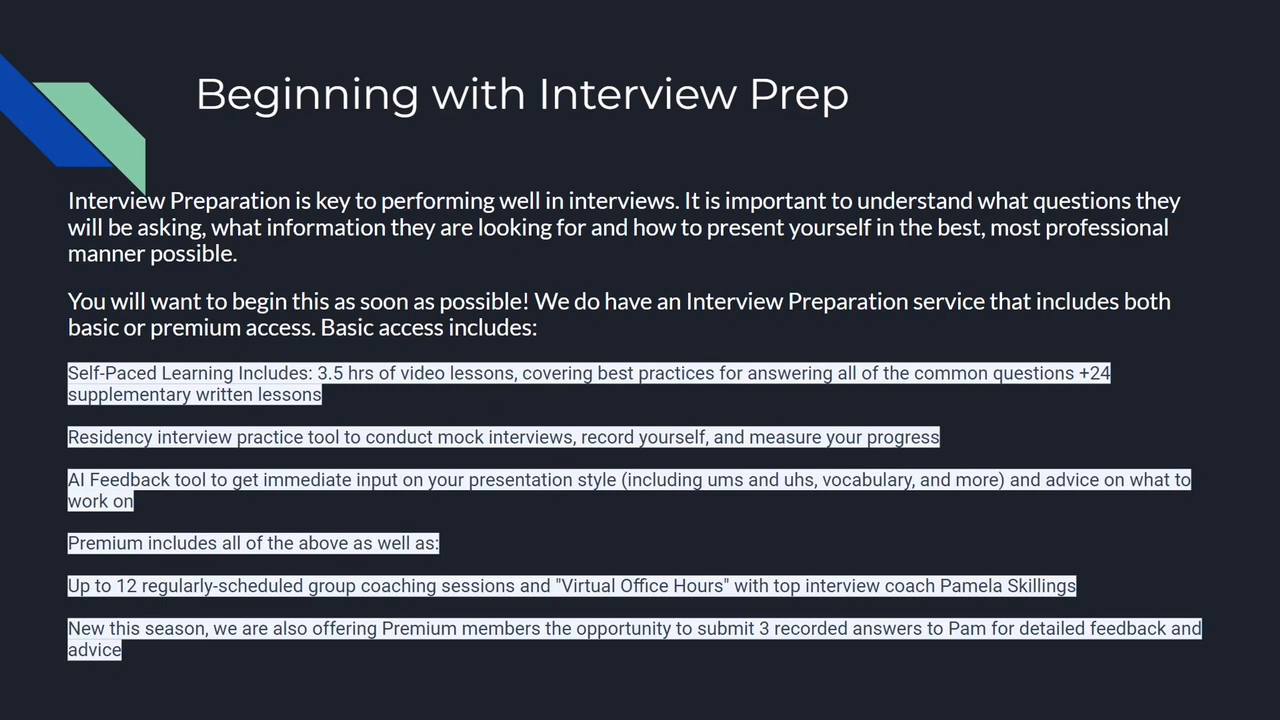 Beginning with Interview Prep
Interview Preparation is key to performing well in interviews. It is important to understand what questions they
will be asking, what information they are looking for and how to present yourself in the best, most professional
manner possible.
You will want to begin this as soon as possible! We do have an Interview Preparation service that includes both
basic or premium access. Basic access includes:
Self-Paced Learning Includes: 3.5 hrs of video lessons, covering best practices for answering all of the common questions +24
supplementary written lessons
Residency interview practice tool to conduct mock interviews, record yourself, and measure your progress
AI Feedback tool to get immediate input on your presentation style (including ums and uhs, vocabulary, and more) and advice on what to
work on
Premium includes all of the above as well as:
Up to 12 regularly-scheduled group coaching sessions and "Virtual Office Hours" with top interview coach Pamela Skillings
New this season, we are also offering Premium members the opportunity to submit 3 recorded answers to Pam for detailed feedback and
advice